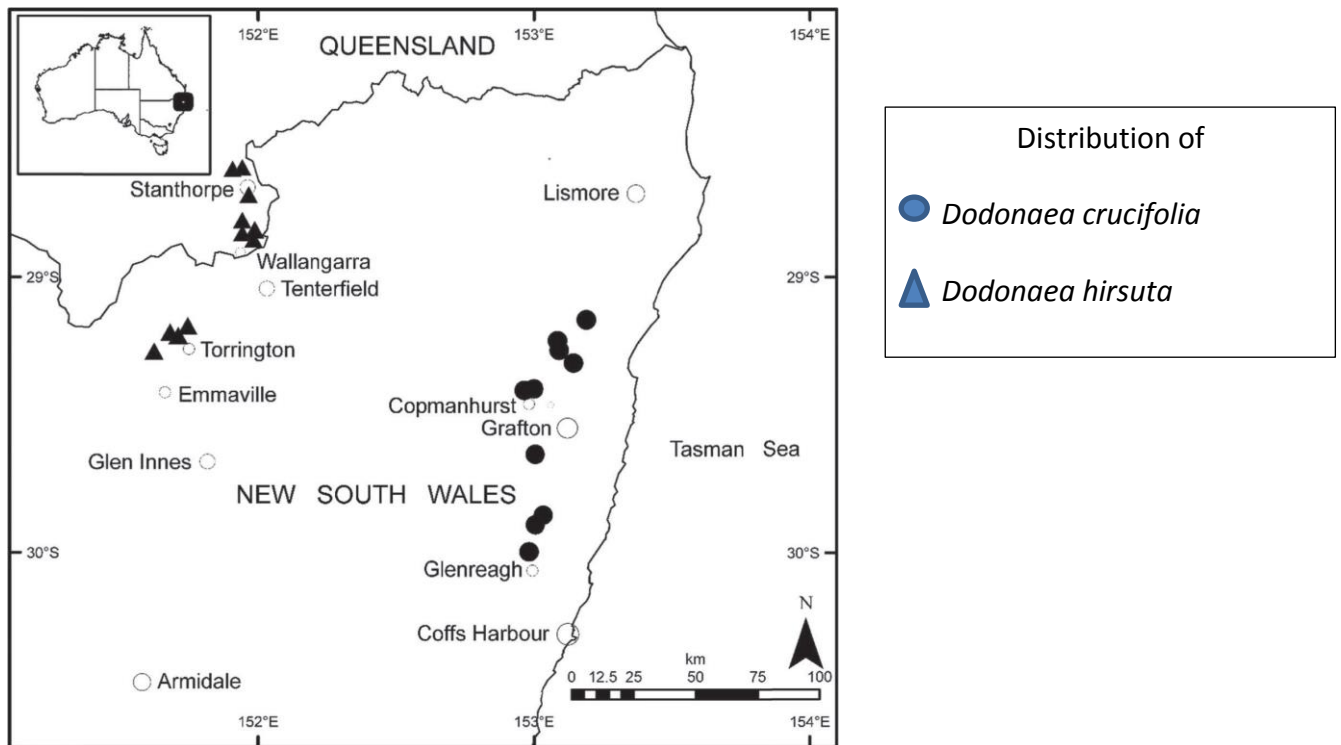 152°E
153°E
154°E
QUEENSLAND
Stanthorpe
Lismore
Wallangarra
29°S
29°S
Tenterfield
Torrington
Emmaville
Copmanhurst
Grafton
Glen Innes
Tasman Sea
NEW SOUTH WALES
30°S
30°S
Glenreagh
N
Coffs Harbour
km
0 12.5 25 50 75 100
Armidale
152°E
153°E
154°E
Distribution of
Dodonaea crucifolia
Dodonaea hirsuta